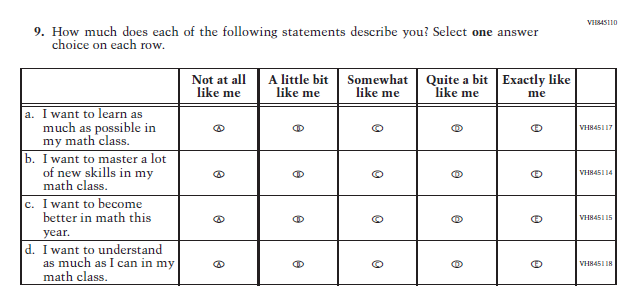 VH845110
9. How much does each of the following statements describe you? Select one answer
choice on each row.
Not at all like me A little bit like me Somewhat like me Quite a bit like me Exactly like me
a. I want to learn as
much as possible in
my math class.
A B C D E VH845117
b. I want to master a lot
of new skills in my
math class.
A B C D E VH845114
c. I want to become
better in math this
year.
A B C D E VH845115
d. I want to understand
as much as I can in my
math class.
A B C D E VH845118